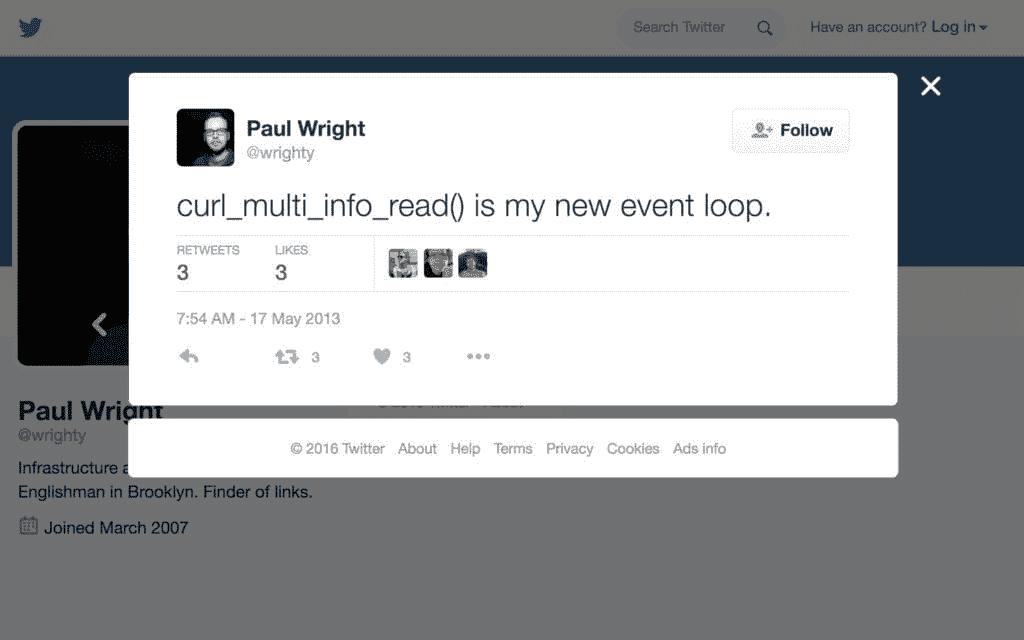 Search Twitter
Have an account? Log in
Paul Wright
@wrighty
Follow
curl_multi_info_read() is my new event loop.
RETWEETS LIKES
3 3
7:54 AM - 17 May 2013
3 3
Paul Wright
@wrighty
© 2016 Twitter About Help Terms Privacy Cookies Ads info
Infrastructure
Englishman in Brooklyn. Finder of links.
Joined March 2007